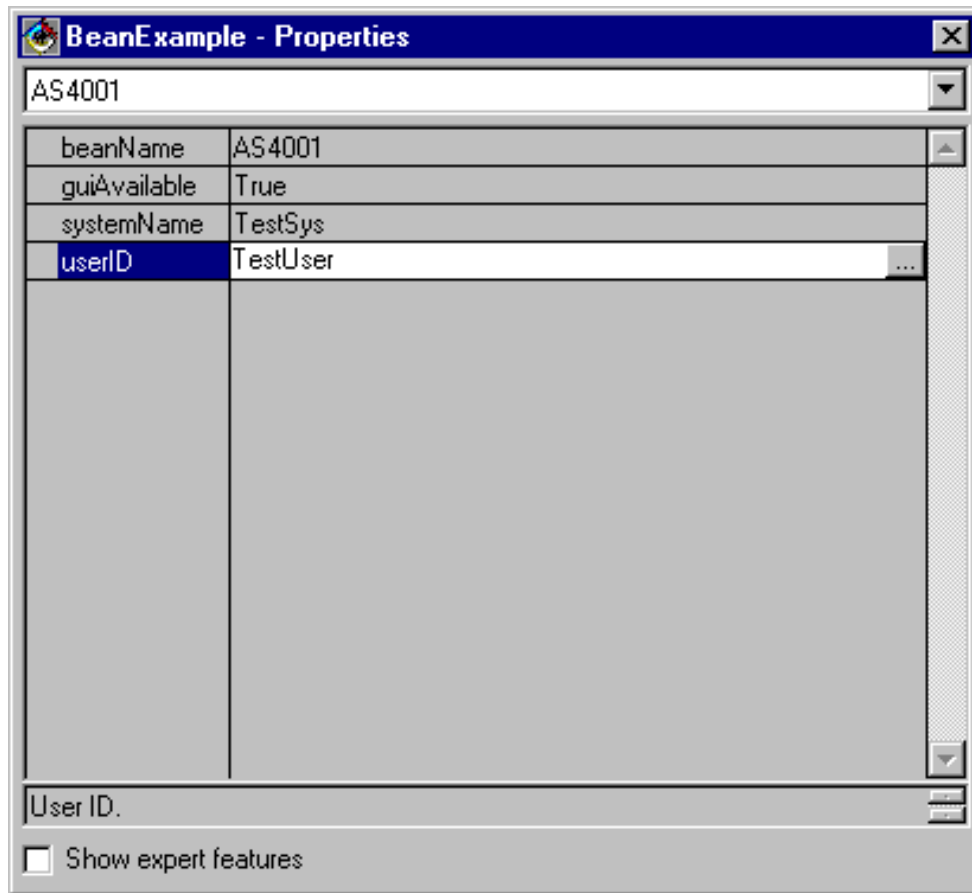 BeanExample - Properties
AS4001
beanName AS4001
guiAvailable True
systemName TestSys
userID TestUser ...
User ID.
Show expert features